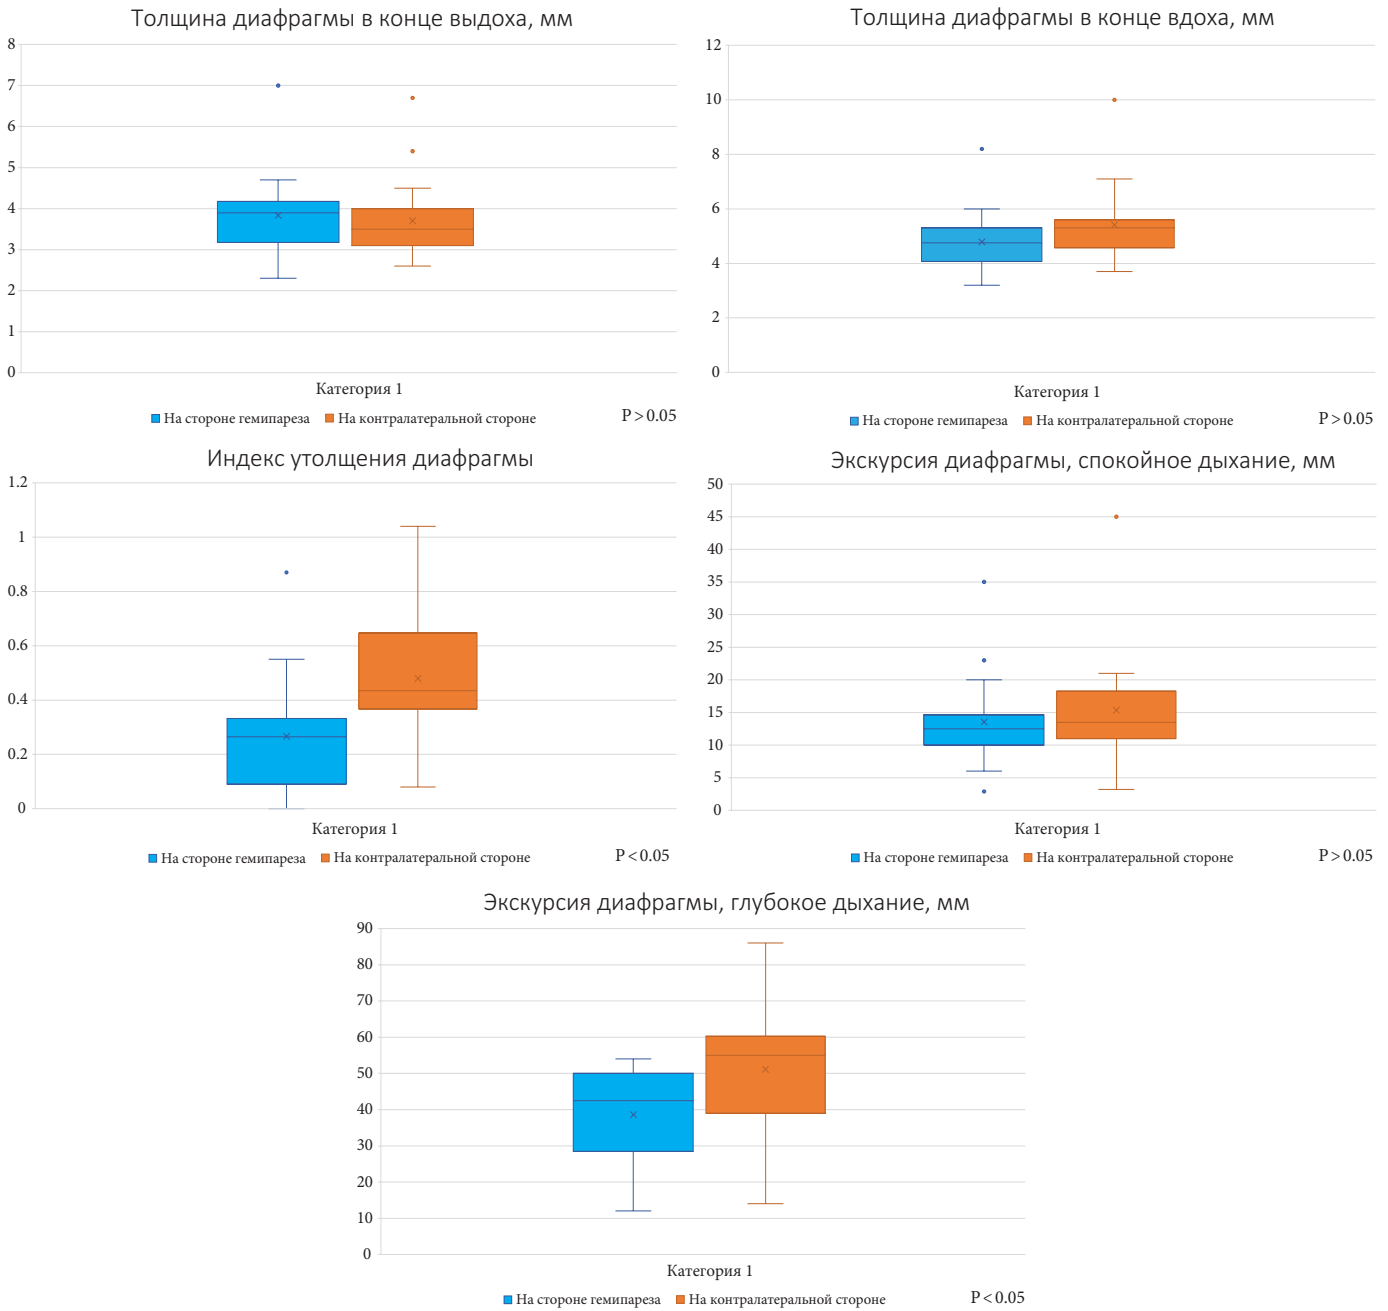 Толщина диафрагмы в конце выдоха, мм
8
7
6
5
4
3
2
1
0
Категория 1
На стороне гемипареза На контралатеральной стороне P > 0.05
Толщина диафрагмы в конце вдоха, мм
12
10
8
6
4
2
0
Категория 1
На стороне гемипареза На контралатеральной стороне P > 0.05
Индекс утолщения диафрагмы
1.2
1
0.8
0.6
0.4
0.2
0
Категория 1
На стороне гемипареза На контралатеральной стороне P < 0.05
Экскурсия диафрагмы, спокойное дыхание, мм
50
45
40
35
30
25
20
15
10
5
0
Категория 1
На стороне гемипареза На контралатеральной стороне P > 0.05
Экскурсия диафрагмы, глубокое дыхание, мм
90
80
70
60
50
40
30
20
10
0
Категория 1
На стороне гемипареза На контралатеральной стороне P < 0.05